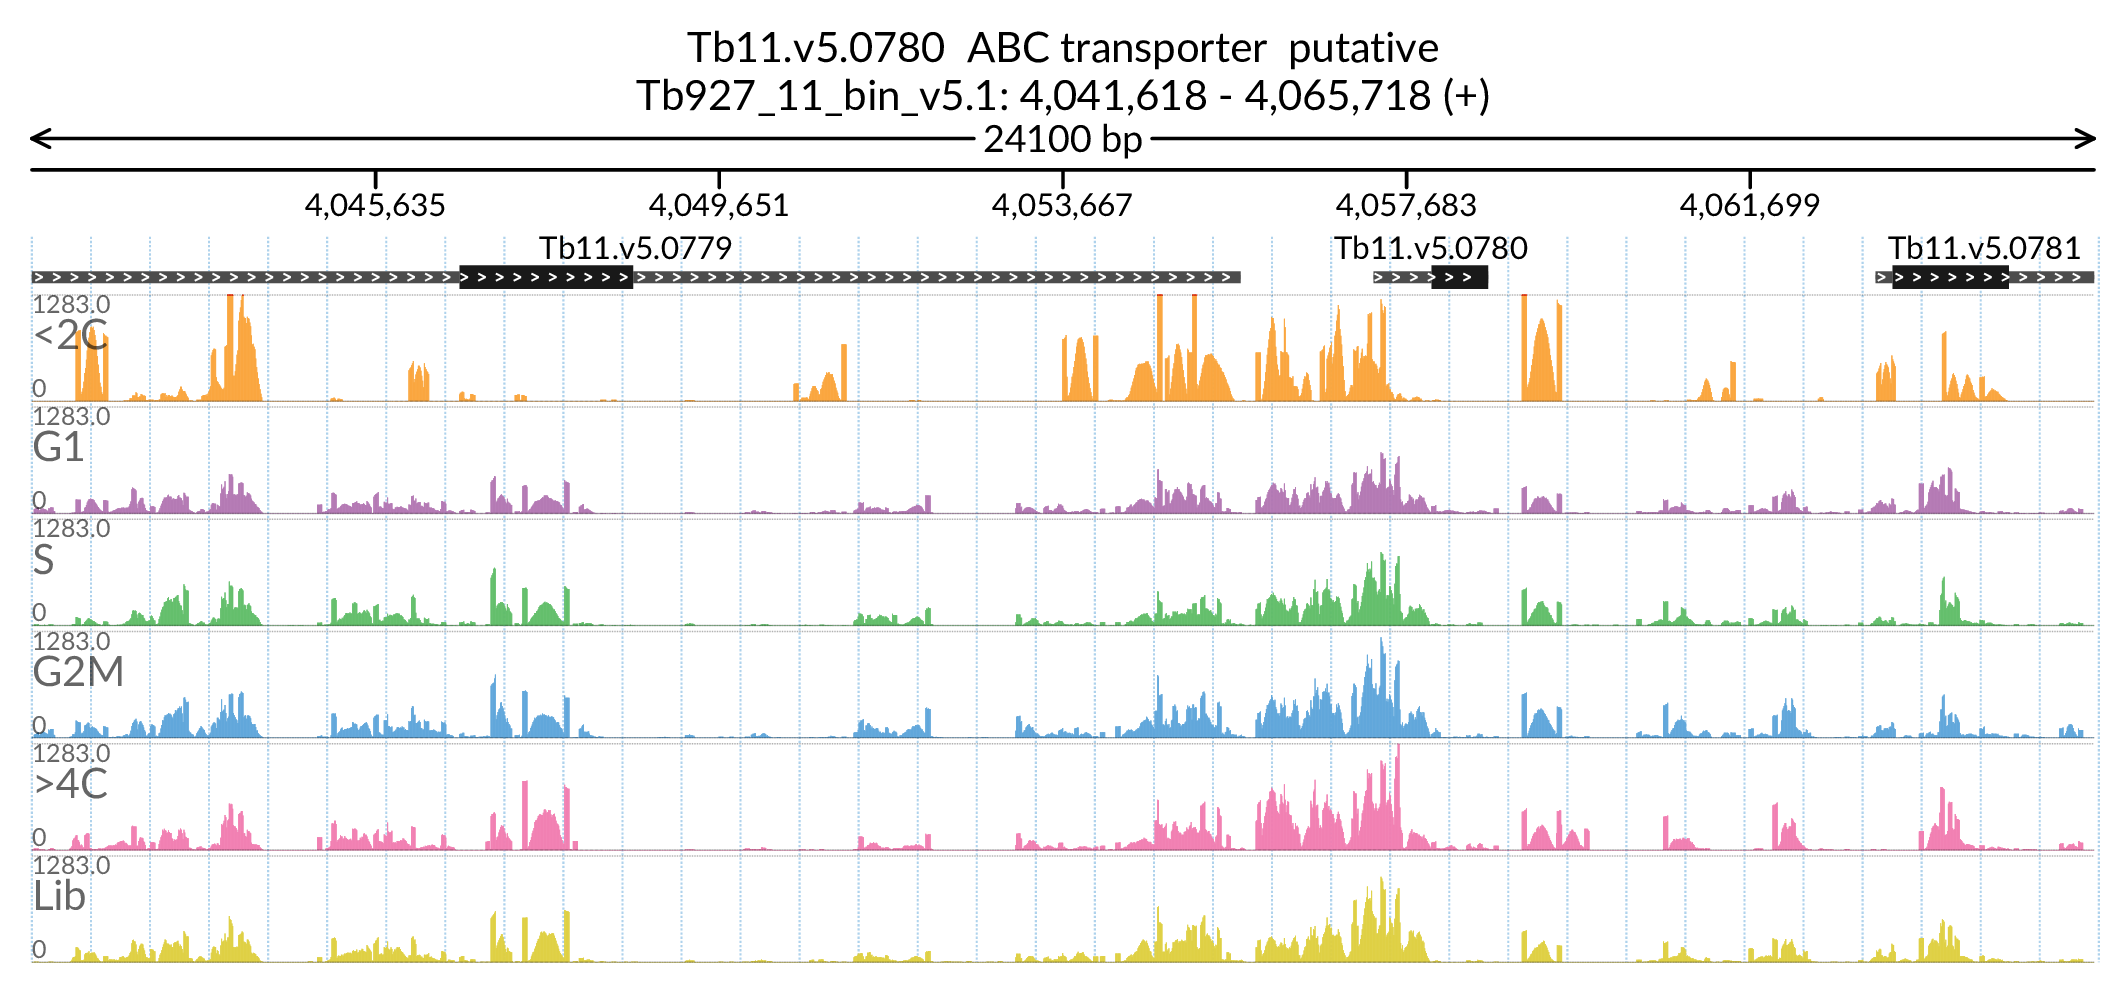 Tb11.v5.0780 ABC transporter putative
Tb927_11_bin_v5.1: 4,041,618 - 4,065,718 (+)
24100 bp
4,045,635 4,049,651 4,053,667 4,057,683 4,061,699
Tb11.v5.0779 Tb11.v5.0780 Tb11.v5.0781
1283.0
<2C
0
1283.0
G1
0
1283.0
S
0
1283.0
G2M
0
1283.0
>4C
0
1283.0
Lib
0